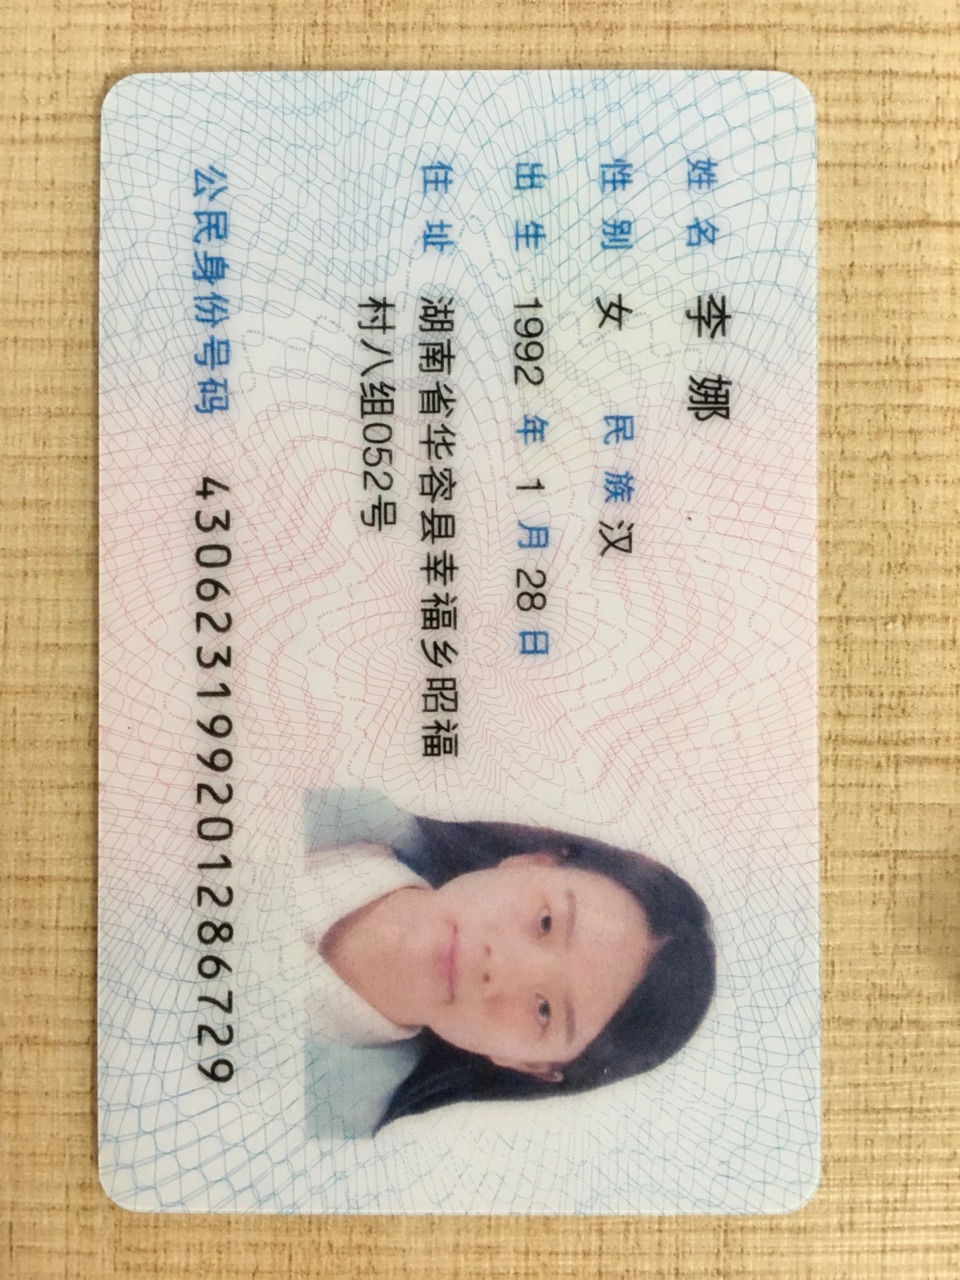 姓名 李娜
性别 女 民族 汉
出生 1992 年 1 月 28 日
住址 湖南省华容县幸福乡昭福
村八组052号
公民身份号码 430623199201286729